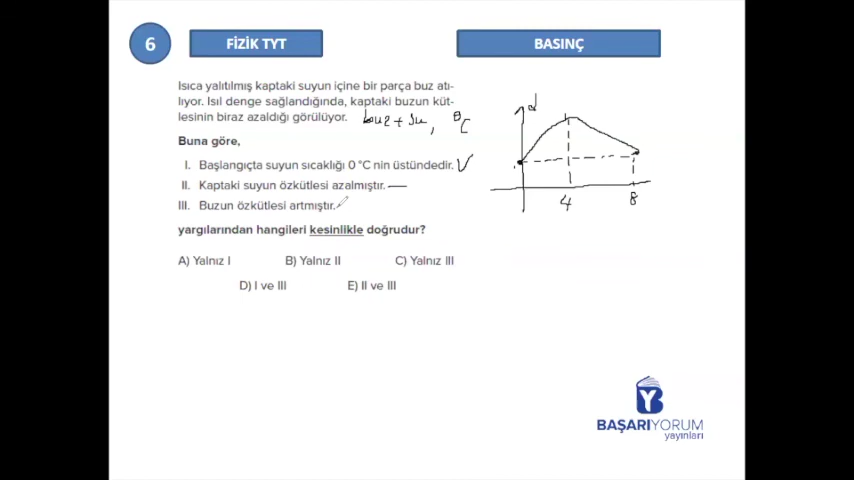 6
FİZİK TYT
BASINÇ
Isıca yalıtılmış kaptaki suyun içine bir parça buz atı-
lıyor. Isıl denge sağlandığında, kaptaki buzun küt-
lesinin biraz azaldığı görülüyor.
buz + su, 0°C
Buna göre,
I. Başlangıçta suyun sıcaklığı 0 °C nin üstündedir.
II. Kaptaki suyun özkütlesi azalmıştır.
III. Buzun özkütlesi artmıştır.
yargılarından hangileri kesinlikle doğrudur?
A) Yalnız I B) Yalnız II C) Yalnız III
D) I ve III E) II ve III
d
4 8
BAŞARIYORUM
yayınları